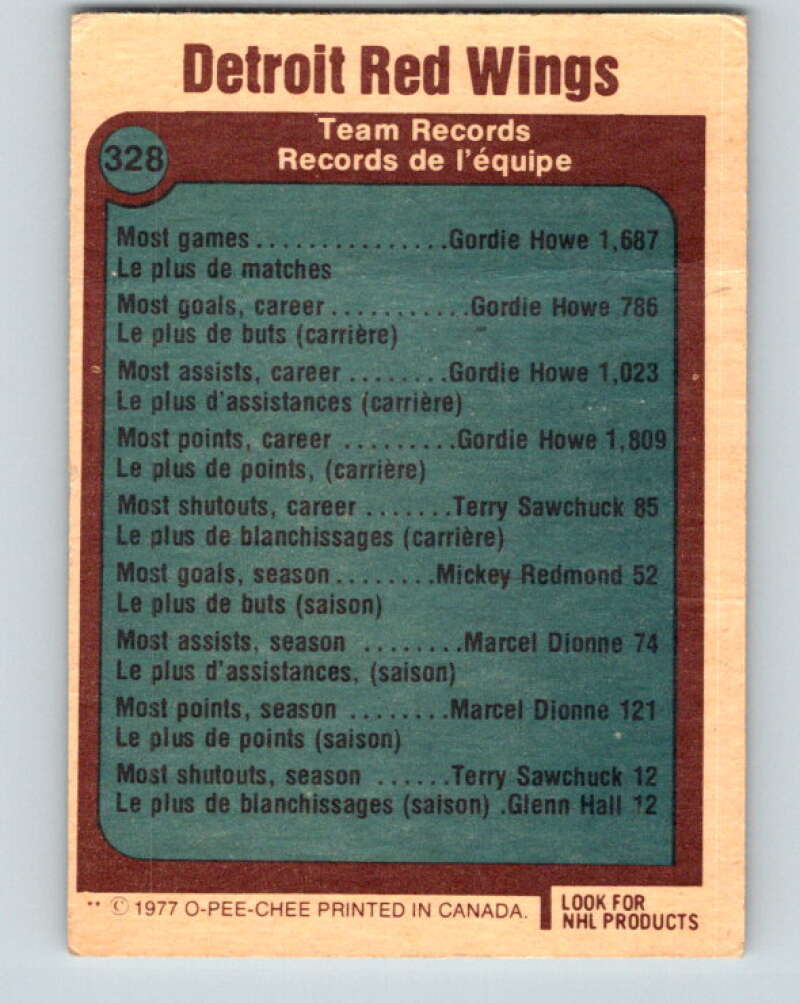 Detroit Red Wings
328
Team Records
Records de l'équipe
Most games...............Gordie Howe 1,687
Le plus de matches
Most goals, career...........Gordie Howe 786
Le plus de buts (carrière)
Most assists, career ........Gordie Howe 1,023
Le plus d'assistances (carrière)
Most points, career .........Gordie Howe 1,809
Le plus de points, (carrière)
Most shutouts, career .......Terry Sawchuck 85
Le plus de blanchissages (carrière)
Most goals, season........Mickey Redmond 52
Le plus de buts (saison)
Most assists, season ........Marcel Dionne 74
Le plus d'assistances, (saison)
Most points, season ........Marcel Dionne 121
Le plus de points (saison)
Most shutouts, season ......Terry Sawchuck 12
Le plus de blanchissages (saison) .Glenn Hall 12
** © 1977 O-PEE-CHEE PRINTED IN CANADA.
LOOK FOR
NHL PRODUCTS